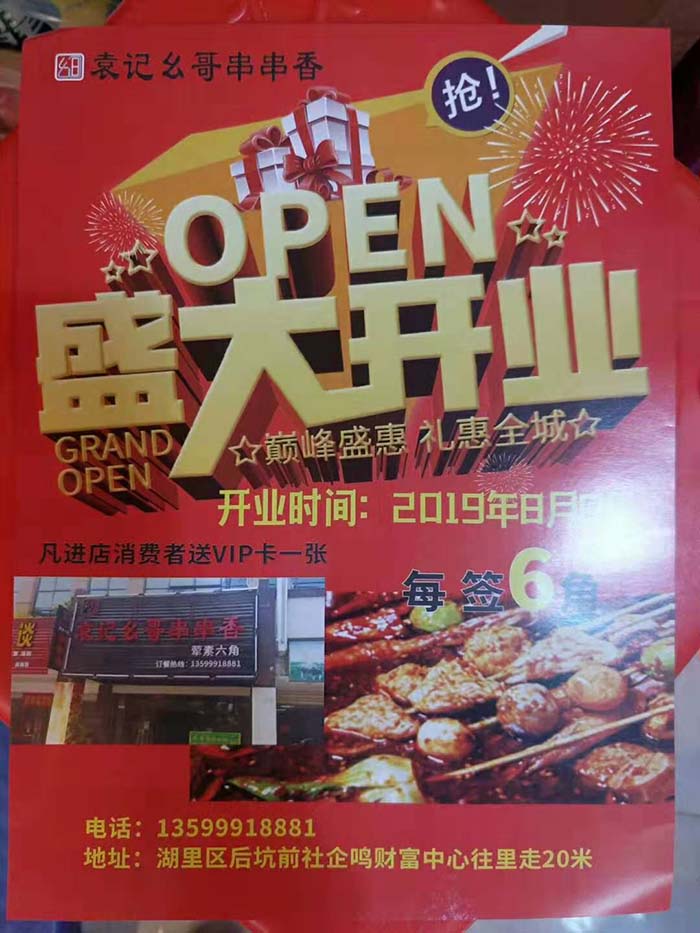 袁记幺哥串串香
抢!
OPEN
盛大开业
GRAND
OPEN
☆巅峰盛惠 礼惠全城☆
开业时间：2019年8月
凡进店消费者送VIP卡一张
每签6角
袁记幺哥串串香
荤素六角
订餐热线:13599918881
电话：13599918881
地址：湖里区后坑前社企鸣财富中心往里走20米